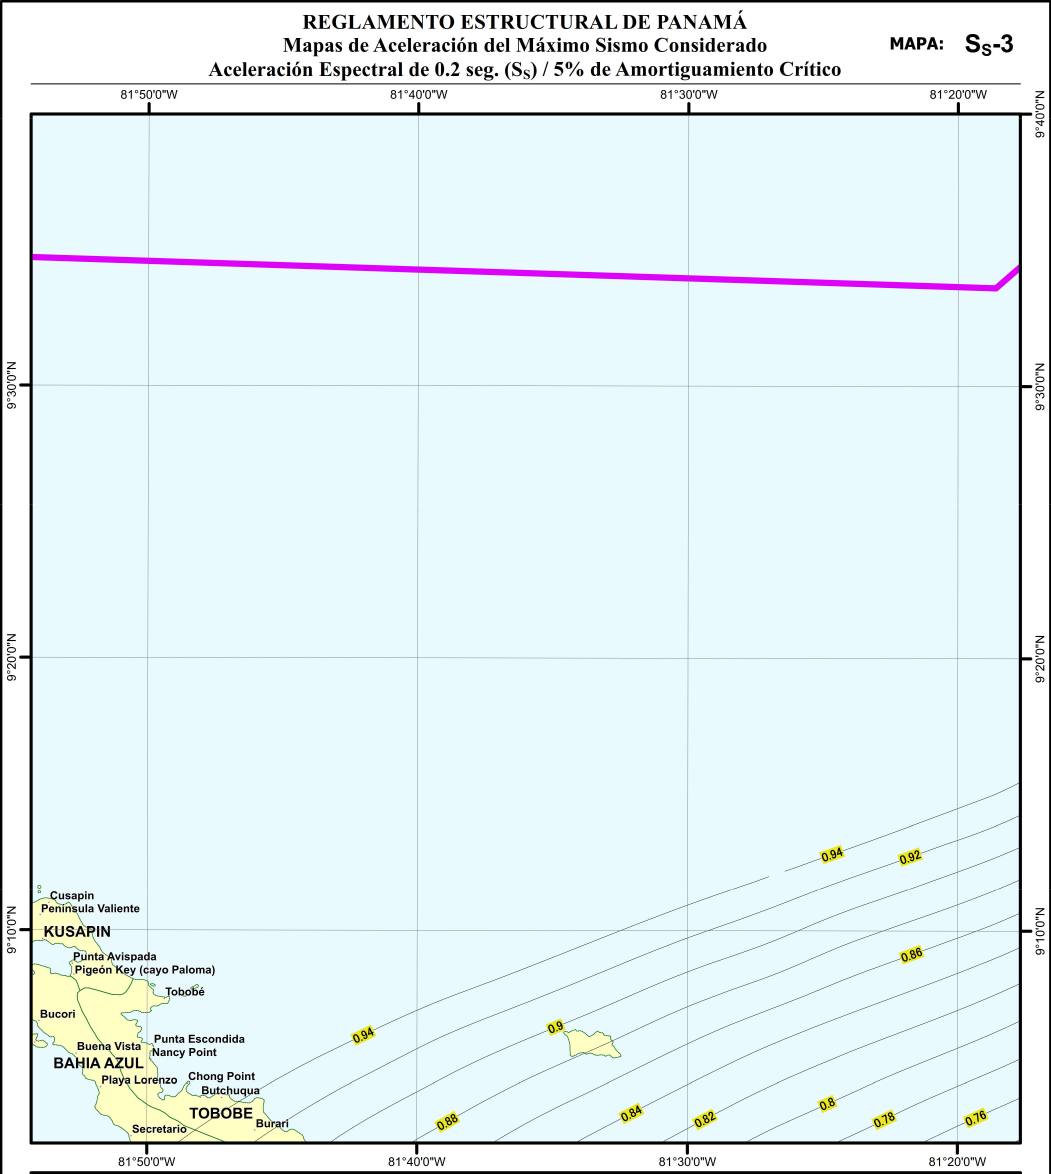 REGLAMENTO ESTRUCTURAL DE PANAMÁ
Mapas de Aceleración del Máximo Sismo Considerado
MAPA: SS-3
Aceleración Espectral de 0.2 seg. (SS) / 5% de Amortiguamiento Crítico
81°50'0"W 81°40'0"W 81°30'0"W 81°20'0"W
9°40'0"N
9°30'0"N 9°30'0"N
9°20'0"N 9°20'0"N
0.94 0.92
Cusapin
Peninsula Valiente
9°10'0"N KUSAPIN 9°10'0"N
Punta Avispada
0.86
Pigeón Key (cayo Paloma)
Tobobé
Bucori
0.94 0.9
Punta Escondida
Buena Vista
Nancy Point
BAHIA AZUL
Chong Point
Playa Lorenzo
Butchuqua
TOBOBE
0.88 0.84 0.82 0.8 0.78 0.76
Burari
Secretario
81°50'0"W 81°40'0"W 81°30'0"W 81°20'0"W